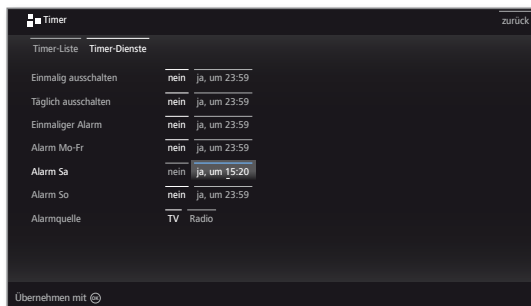 Timer zurück
Timer-Liste Timer-Dienste
Einmalig ausschalten nein ja, um 23:59
Täglich ausschalten nein ja, um 23:59
Einmaliger Alarm nein ja, um 23:59
Alarm Mo-Fr nein ja, um 23:59
Alarm Sa nein ja, um 15:20
Alarm So nein ja, um 23:59
Alarmquelle TV Radio
Übernehmen mit OK